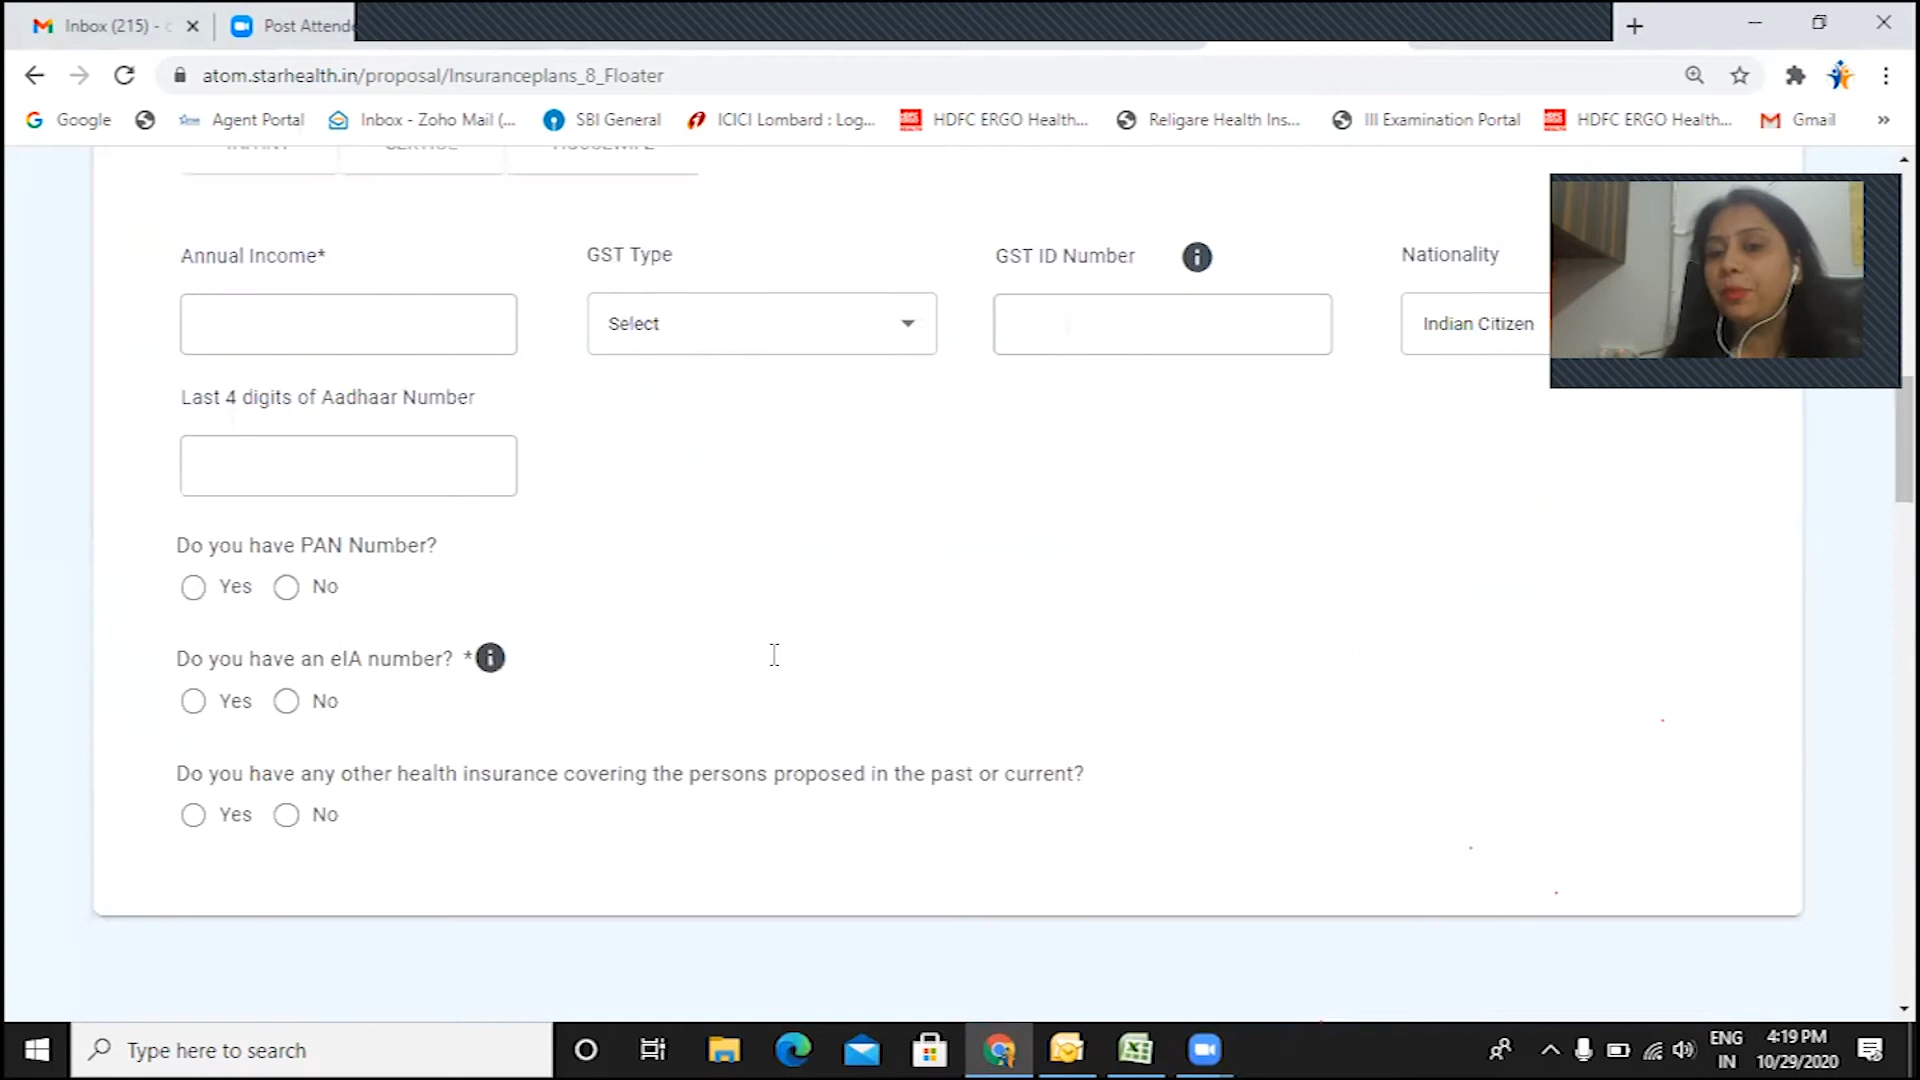 Inbox (215) - c
Post Attende
atom.starhealth.in/proposal/Insuranceplans_8_Floater
Google
Agent Portal
Inbox - Zoho Mail (...
SBI General
ICICI Lombard : Log...
HDFC ERGO Health...
Religare Health Ins...
III Examination Portal
HDFC ERGO Health...
Gmail
»
SERVICE
HOUSEWIFE
Annual Income*
GST Type
GST ID Number
Nationality
Select
Indian Citizen
Last 4 digits of Aadhaar Number
Do you have PAN Number?
Yes No
Do you have an eIA number? *
Yes No
Do you have any other health insurance covering the persons proposed in the past or current?
Yes No
Type here to search
ENG
IN
4:19 PM
10/29/2020